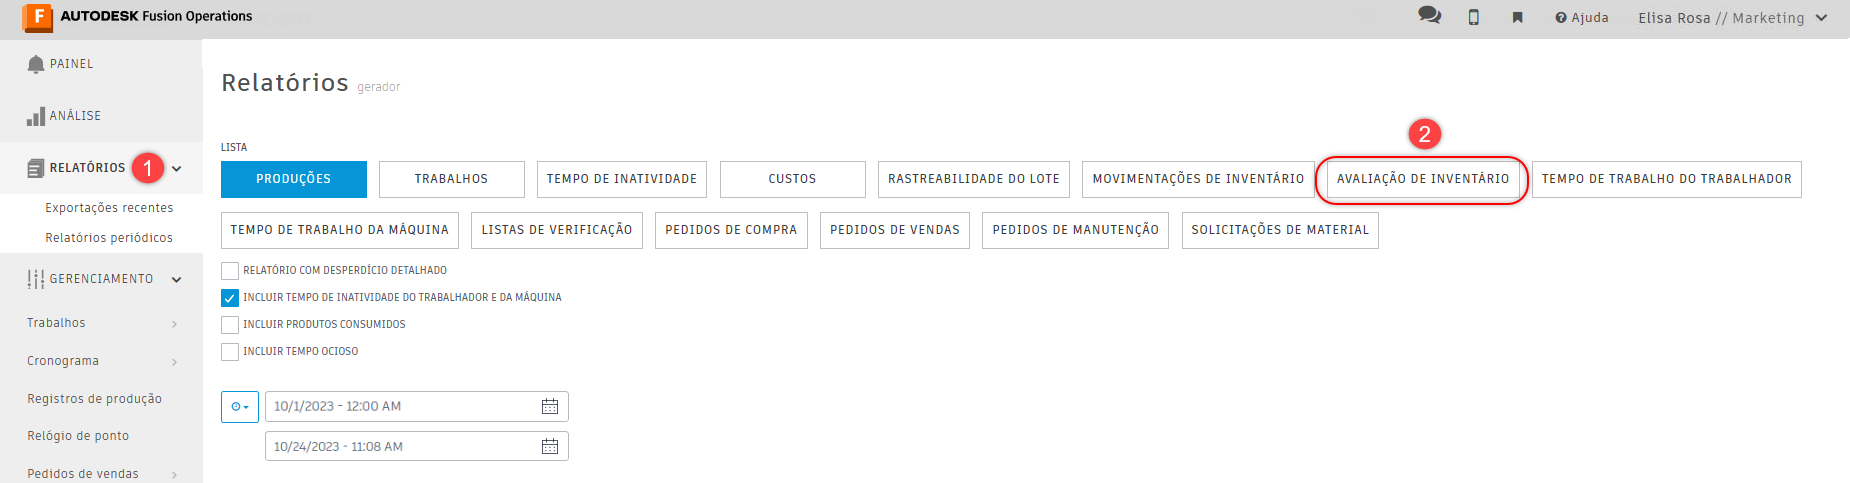 F AUTODESK Fusion Operations
Ajuda
Elisa Rosa // Marketing
PAINEL
ANÁLISE
RELATÓRIOS 1
Exportações recentes
Relatórios periódicos
GERENCIAMENTO
Trabalhos
Cronograma
Registros de produção
Relógio de ponto
Pedidos de vendas
Relatórios gerador
2
LISTA
PRODUÇÕES TRABALHOS TEMPO DE INATIVIDADE CUSTOS RASTREABILIDADE DO LOTE MOVIMENTAÇÕES DE INVENTÁRIO AVALIAÇÃO DE INVENTÁRIO TEMPO DE TRABALHO DO TRABALHADOR
TEMPO DE TRABALHO DA MÁQUINA LISTAS DE VERIFICAÇÃO PEDIDOS DE COMPRA PEDIDOS DE VENDAS PEDIDOS DE MANUTENÇÃO SOLICITAÇÕES DE MATERIAL
RELATÓRIO COM DESPERDÍCIO DETALHADO
INCLUIR TEMPO DE INATIVIDADE DO TRABALHADOR E DA MÁQUINA
INCLUIR PRODUTOS CONSUMIDOS
INCLUIR TEMPO OCIOSO
10/1/2023 - 12:00 AM
10/24/2023 - 11:08 AM